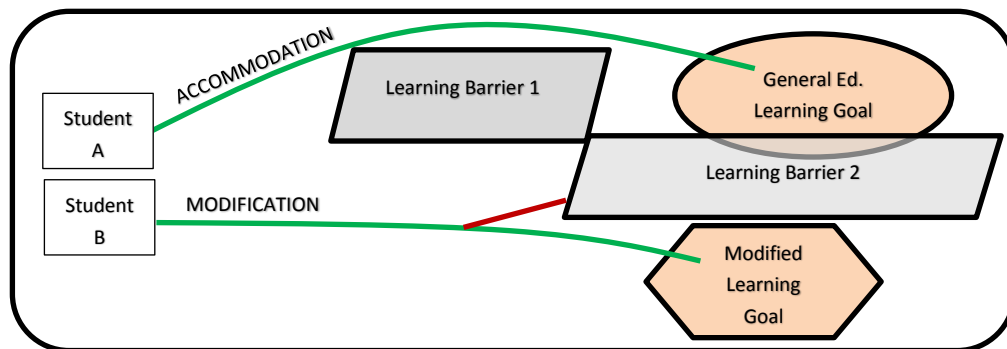 ACCOMMODATION
Learning Barrier 1
General Ed.
Learning Goal
Student
A
Learning Barrier 2
Student
B
MODIFICATION
Modified
Learning
Goal